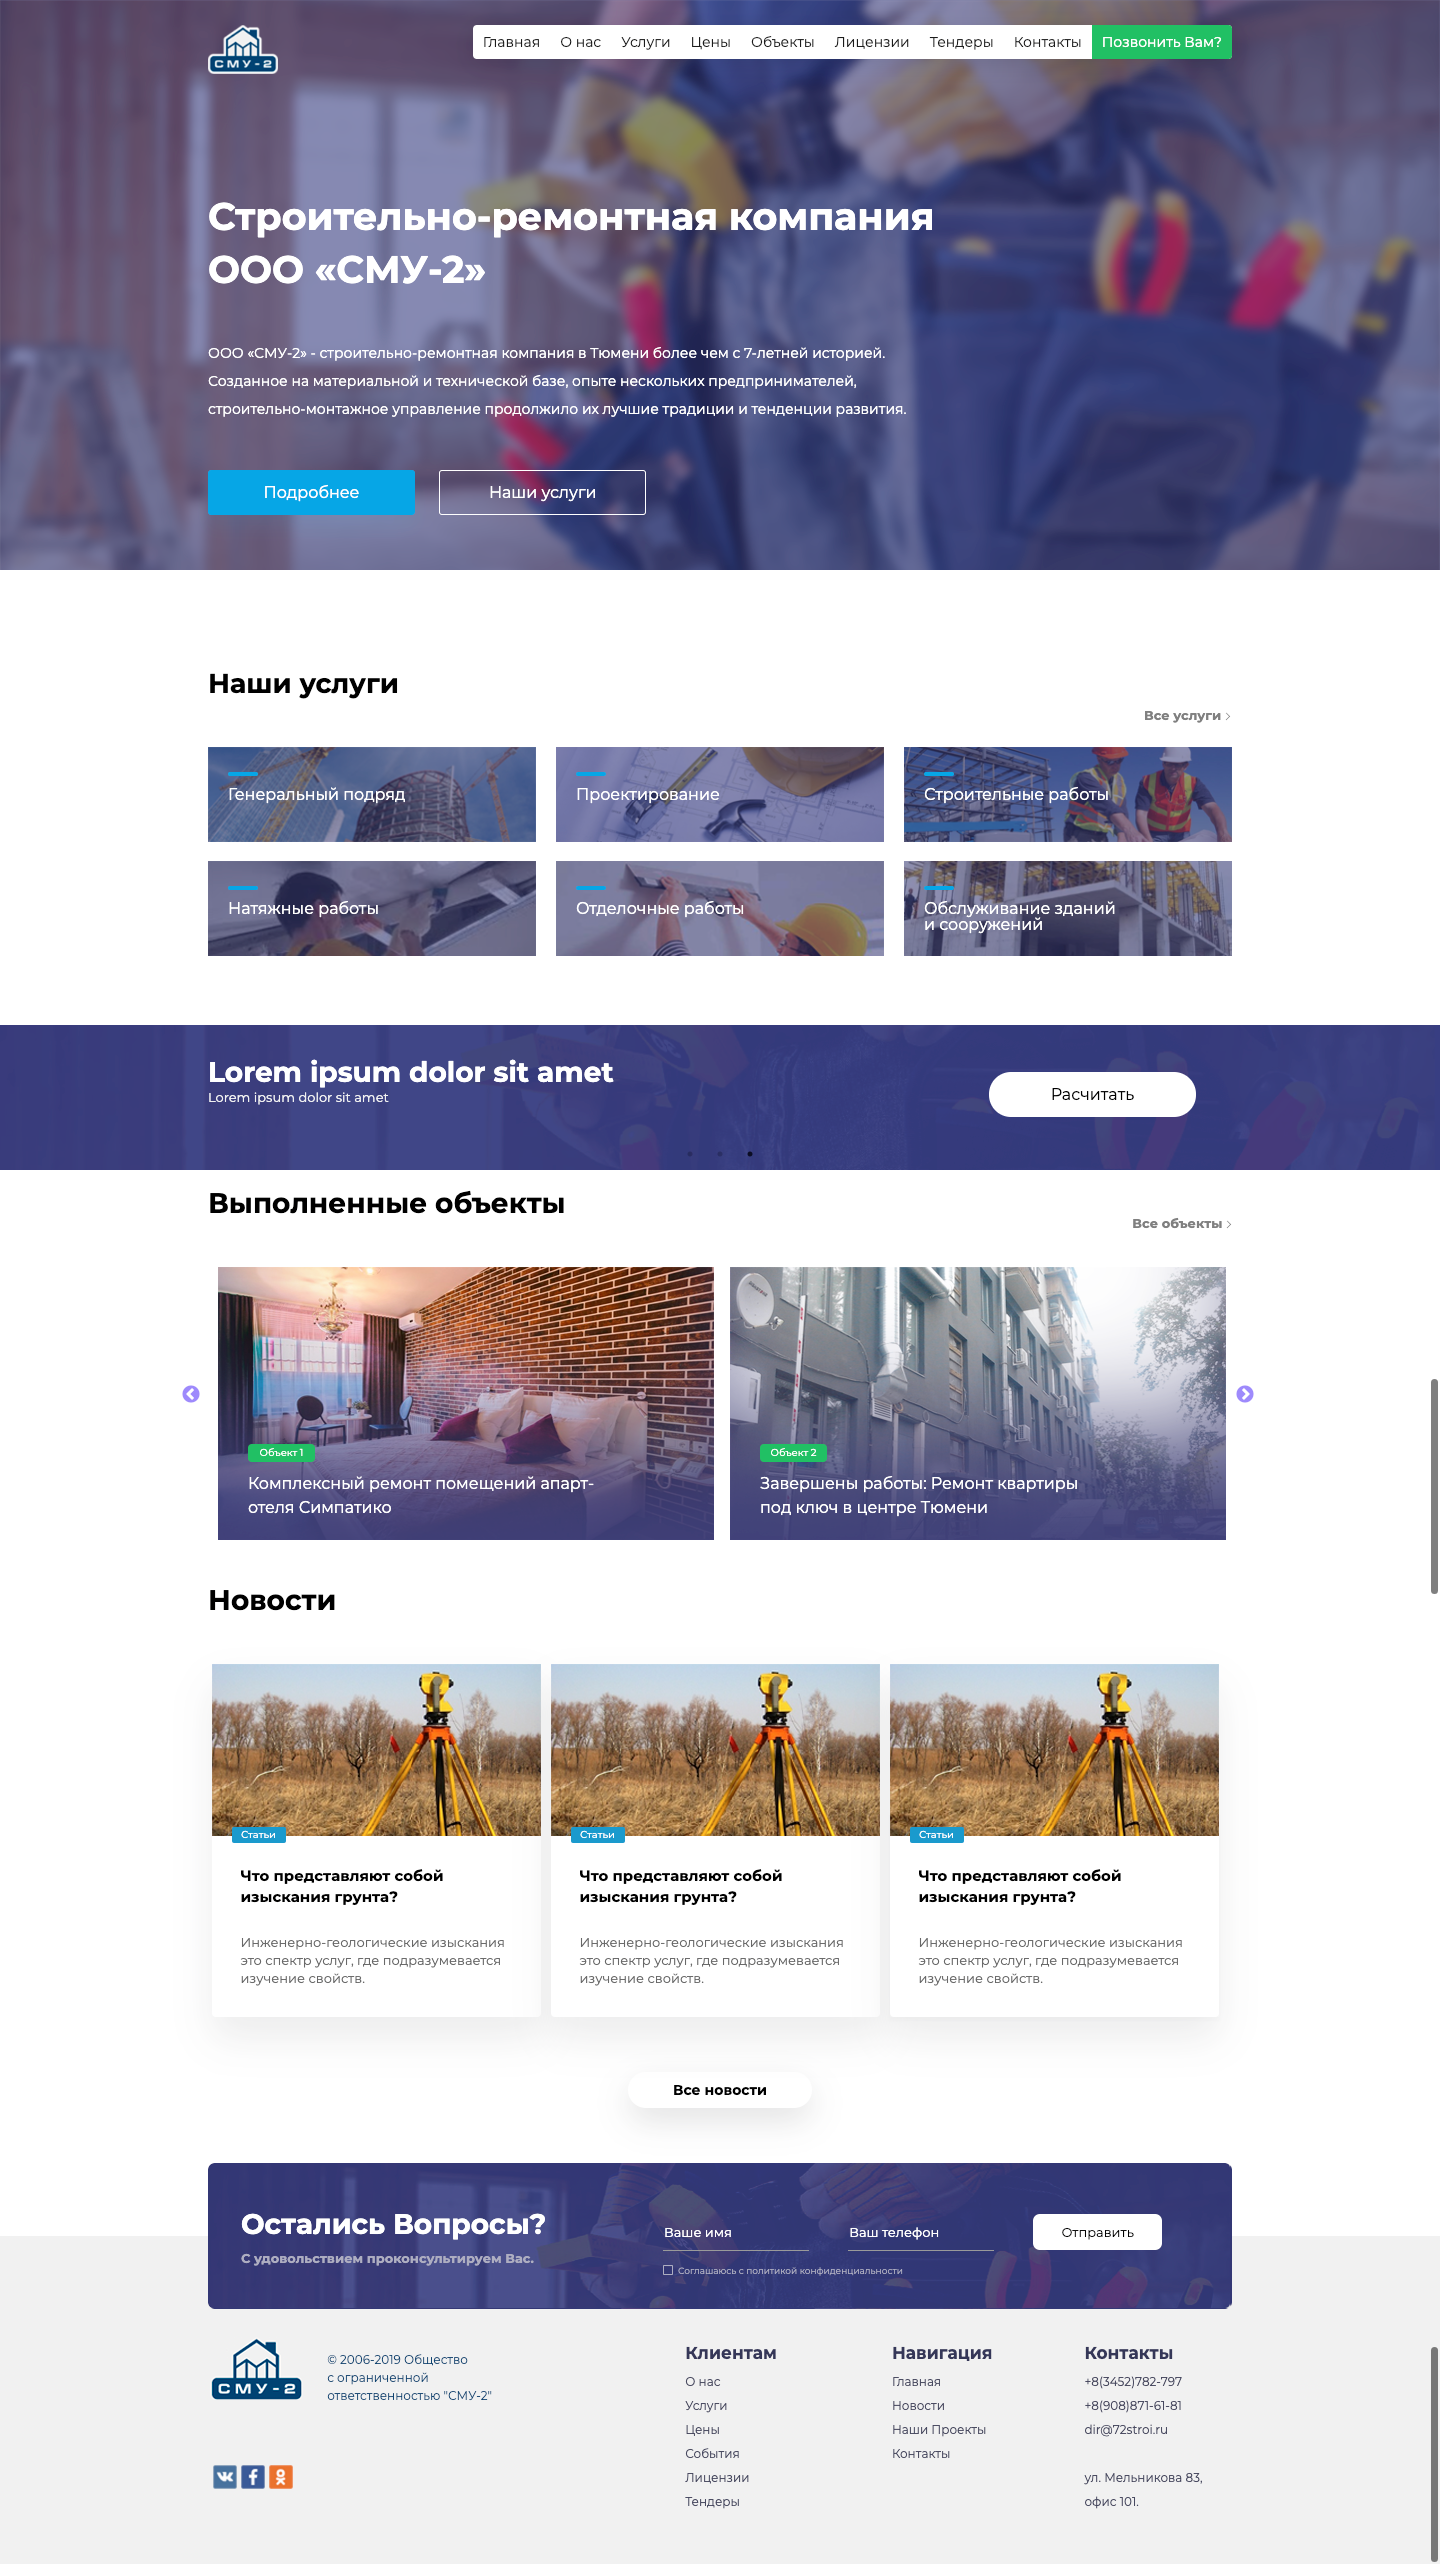 СМУ-2
Главная О нас Услуги Цены Объекты Лицензии Тендеры Контакты Позвонить Вам?
Строительно-ремонтная компания
ООО «СМУ-2»
ООО «СМУ-2» - строительно-ремонтная компания в Тюмени более чем с 7-летней историей.
Созданное на материальной и технической базе, опыте нескольких предпринимателей,
строительно-монтажное управление продолжило их лучшие традиции и тенденции развития.
Подробнее Наши услуги
Наши услуги
Все услуги
Генеральный подряд
Проектирование
Строительные работы
Натяжные работы
Отделочные работы
Обслуживание зданий
и сооружений
Lorem ipsum dolor sit amet
Lorem ipsum dolor sit amet
Расчитать
Выполненные объекты
Все объекты
Объект 1
Комплексный ремонт помещений апарт-
отеля Симпатико
Объект 2
Завершены работы: Ремонт квартиры
под ключ в центре Тюмени
Новости
Статьи
Что представляют собой
изыскания грунта?
Инженерно-геологические изыскания
это спектр услуг, где подразумевается
изучение свойств.
Статьи
Что представляют собой
изыскания грунта?
Инженерно-геологические изыскания
это спектр услуг, где подразумевается
изучение свойств.
Статьи
Что представляют собой
изыскания грунта?
Инженерно-геологические изыскания
это спектр услуг, где подразумевается
изучение свойств.
Все новости
Остались Вопросы?
С удовольствием проконсультируем Вас.
Ваше имя
Ваш телефон
Отправить
Соглашаюсь с политикой конфиденциальности
СМУ-2
© 2006-2019 Общество
с ограниченной
ответственностью "СМУ-2"
Клиентам
О нас
Услуги
Цены
События
Лицензии
Тендеры
Навигация
Главная
Новости
Наши Проекты
Контакты
Контакты
+8(3452)782-797
+8(908)871-61-81
dir@72stroi.ru
ул. Мельникова 83,
офис 101.